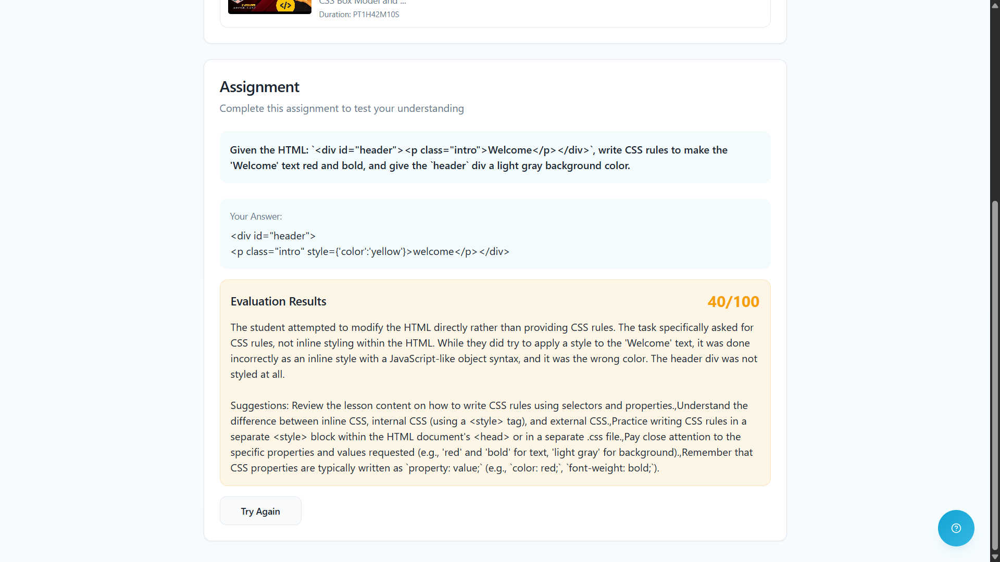 2 HOURS
</>
CSS Box Model and ...
Duration: PT1H42M10S
Assignment
Complete this assignment to test your understanding
Given the HTML: `<div id="header"><p class="intro">Welcome</p></div>`, write CSS rules to make the
'Welcome' text red and bold, and give the `header` div a light gray background color.
Your Answer:
<div id="header">
<p class="intro" style={'color':'yellow'}>welcome</p></div>
Evaluation Results
40/100
The student attempted to modify the HTML directly rather than providing CSS rules. The task specifically asked for
CSS rules, not inline styling within the HTML. While they did try to apply a style to the 'Welcome' text, it was done
incorrectly as an inline style with a JavaScript-like object syntax, and it was the wrong color. The header div was not
styled at all.
Suggestions: Review the lesson content on how to write CSS rules using selectors and properties.,Understand the
difference between inline CSS, internal CSS (using a <style> tag), and external CSS.,Practice writing CSS rules in a
separate <style> block within the HTML document's <head> or in a separate .css file.,Pay close attention to the
specific properties and values requested (e.g., 'red' and 'bold' for text, 'light gray' for background).,Remember that
CSS properties are typically written as `property: value;` (e.g., `color: red;`, `font-weight: bold;`).
Try Again